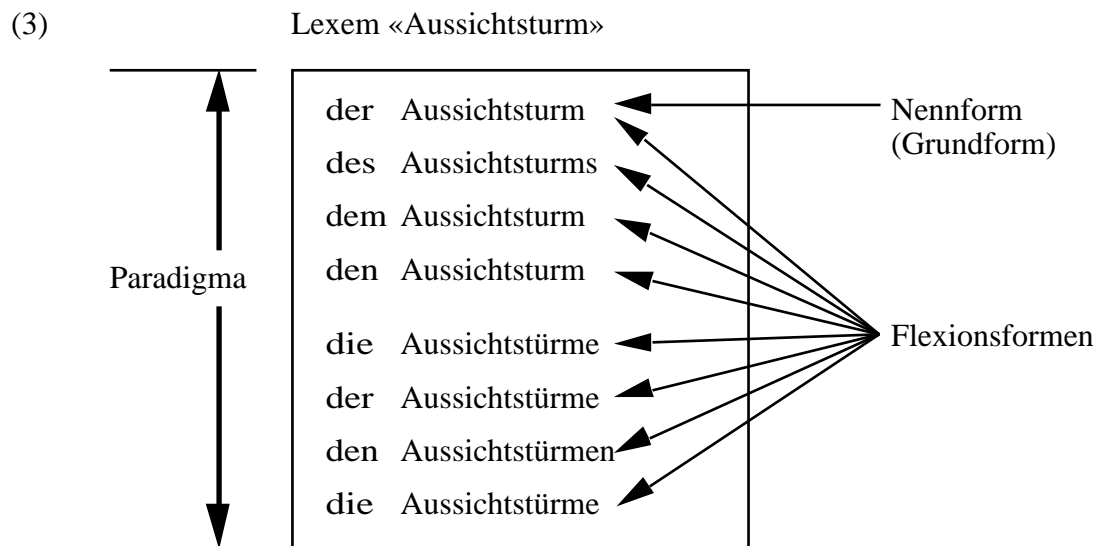 (3) Lexem «Aussichtsturm»
der Aussichtsturm
Nennform
(Grundform)
des Aussichtsturms
dem Aussichtsturm
den Aussichtsturm
Paradigma
die Aussichtstürme
Flexionsformen
der Aussichtstürme
den Aussichtstürmen
die Aussichtstürme